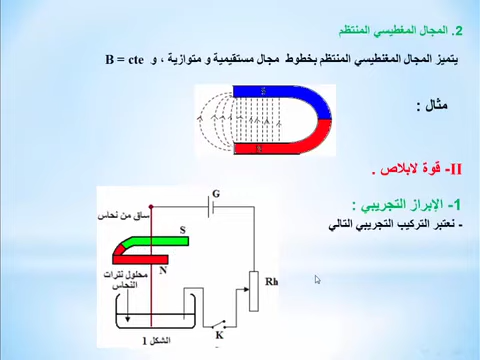 2. المجال المغطيسي المنتظم
يتميز المجال المغنطيسي المنتظم بخطوط مجال مستقيمية و متوازية ، و B = cte
مثال :
II- قوة لابلاص .
1- الإبراز التجريبي :
- نعتبر التركيب التجريبي التالي
G
ساق من نحاس
S
N
محلول نترات
النحاس
Rh
K
الشكل 1